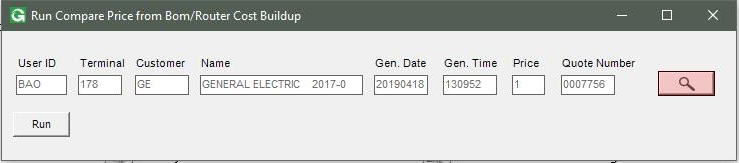 G Run Compare Price from Bom/Router Cost Buildup
User ID Terminal Customer Name Gen. Date Gen. Time Price Quote Number
BAO 178 GE GENERAL ELECTRIC 2017-0 20190418 130952 1 0007756
Run